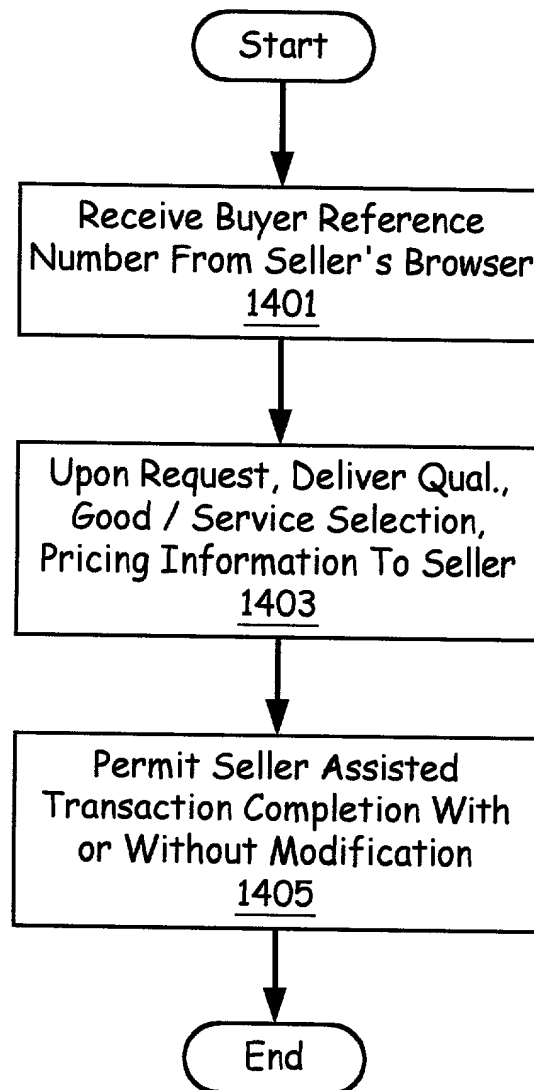 Start
Receive Buyer Reference
Number From Seller's Browser
1401
Upon Request, Deliver Qual.,
Good / Service Selection,
Pricing Information To Seller
1403
Permit Seller Assisted
Transaction Completion With
or Without Modification
1405
End